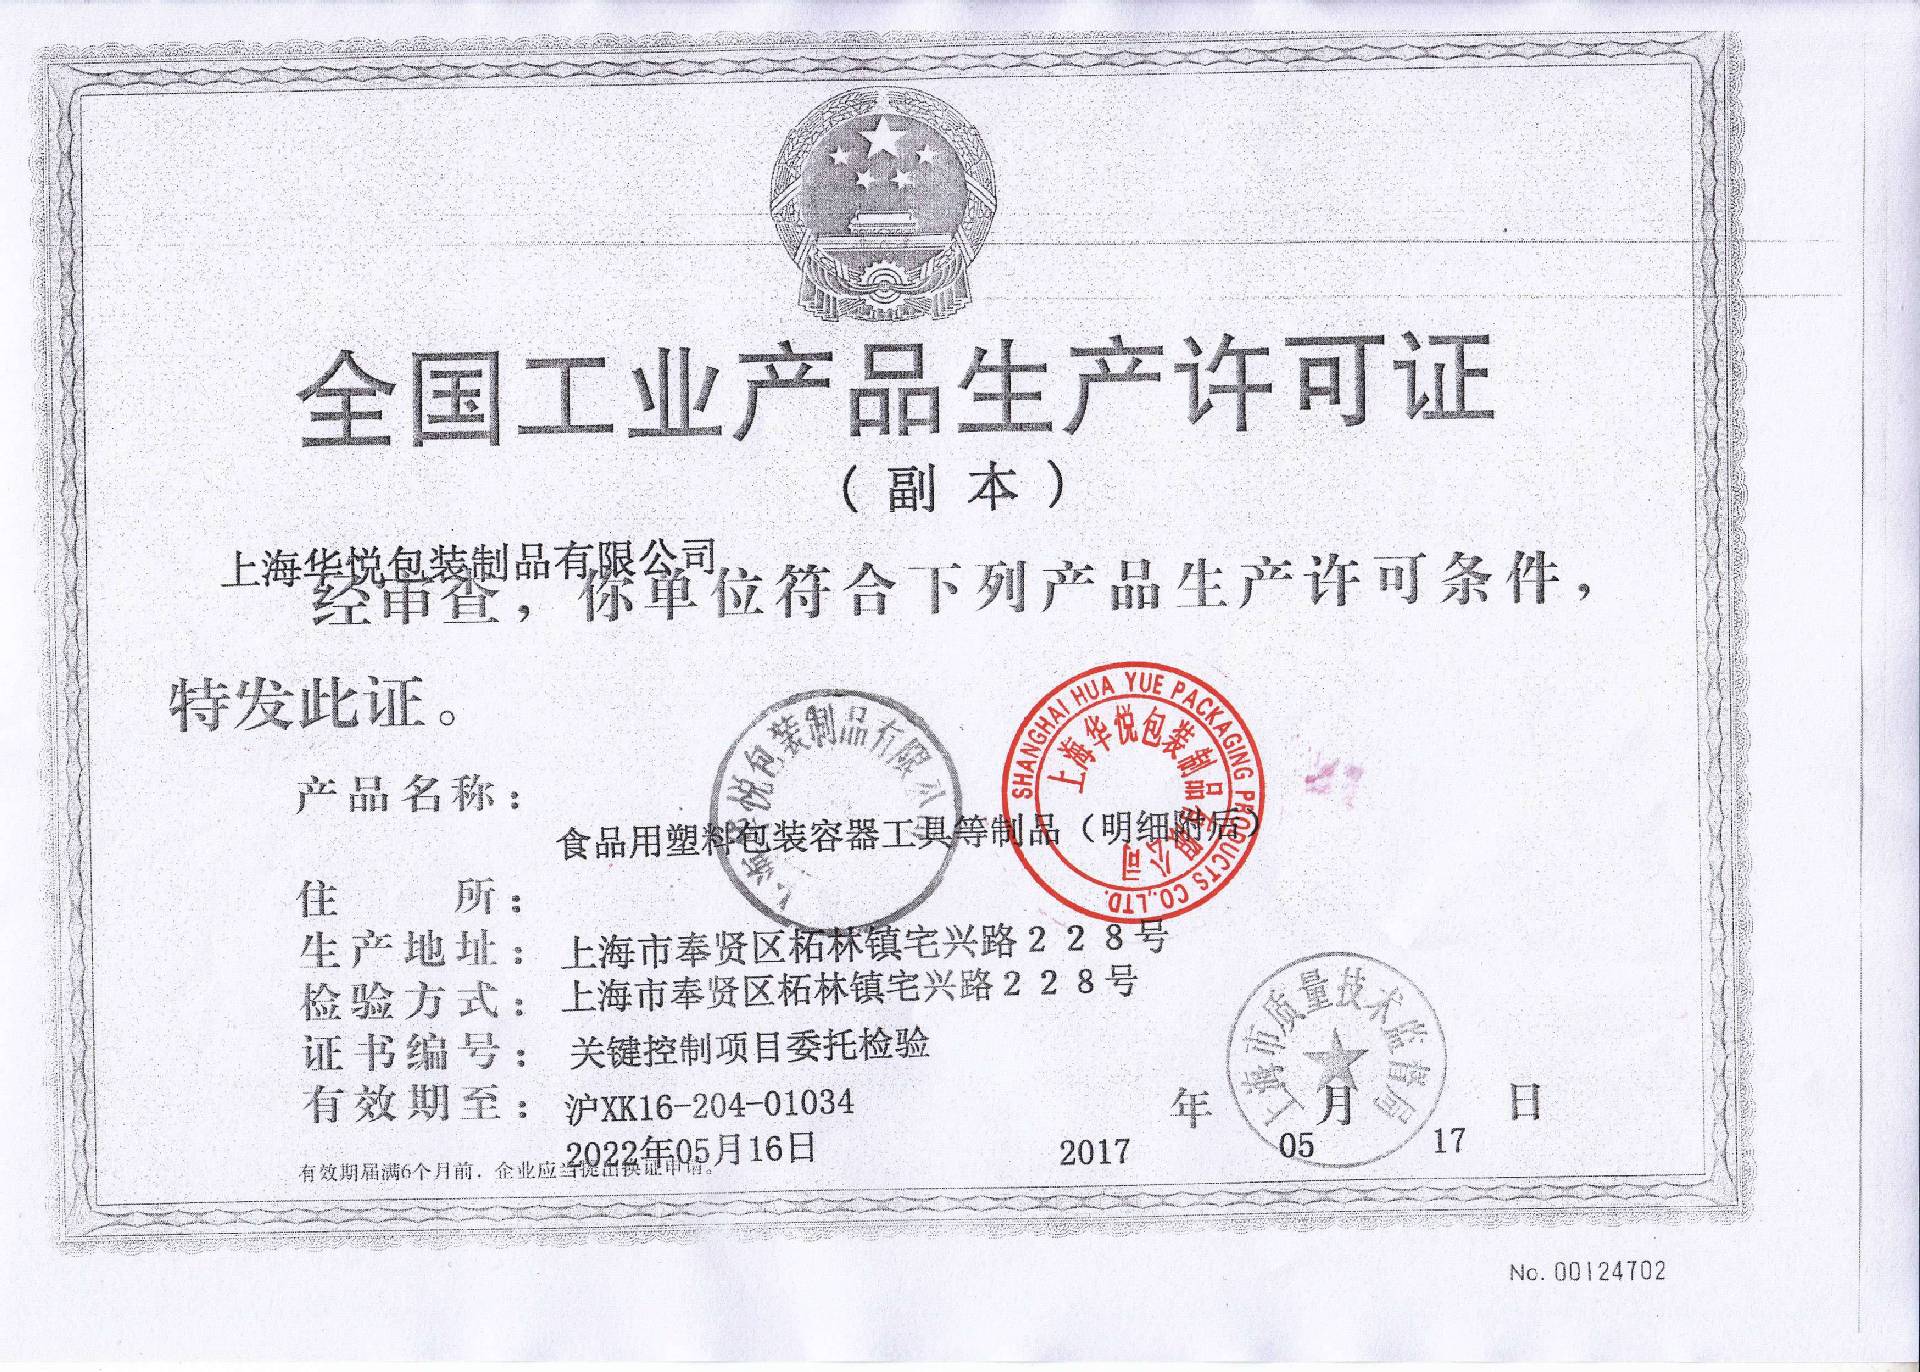 全国工业产品生产许可证
（副本）
上海华悦包装制品有限公司
经审查，你单位符合下列产品生产许可条件，
特发此证。
产品名称：
食品用塑料包装容器工具等制品（明细附后）
住所：
生产地址：上海市奉贤区柘林镇宅兴路２２８号
检验方式：上海市奉贤区柘林镇宅兴路２２８号
证书编号：关键控制项目委托检验
有效期至：沪XK16-204-01034
年 月 日
2022年05月16日
2017 05 17
有效期届满6个月前，企业应当提出换证申请。
悦包装制品有限公
SHANGHAI HUA YUE PACKAGING PRODUCTS CO.,LTD.
上海华悦包装制品有限公司
上海市质量技术监督局
No. 00124702